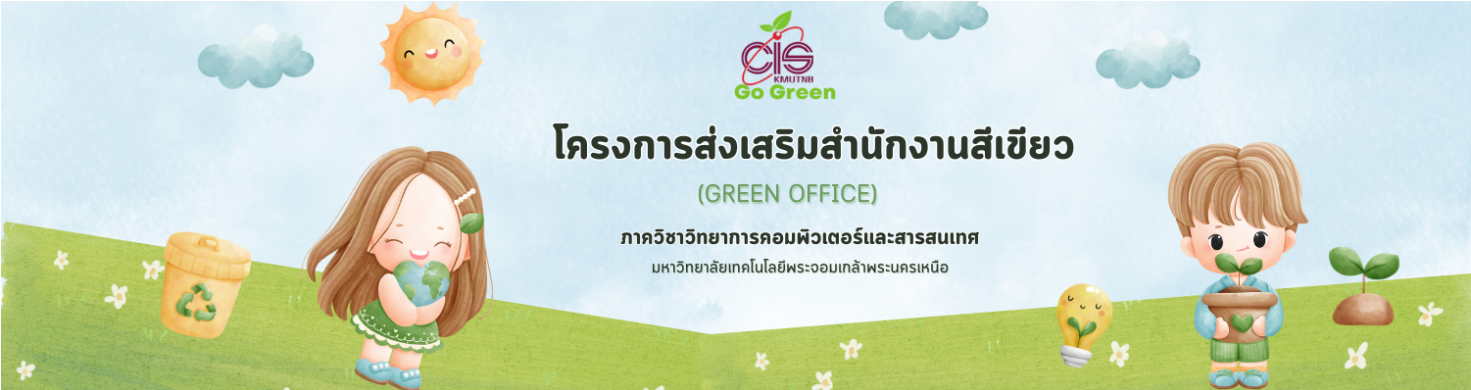 CIS
KMUTNB
Go Green
โครงการส่งเสริมสำนักงานสีเขียว
(GREEN OFFICE)
ภาควิชาวิทยาการคอมพิวเตอร์และสารสนเทศ
มหาวิทยาลัยเทคโนโลยีพระจอมเกล้าพระนครเหนือ